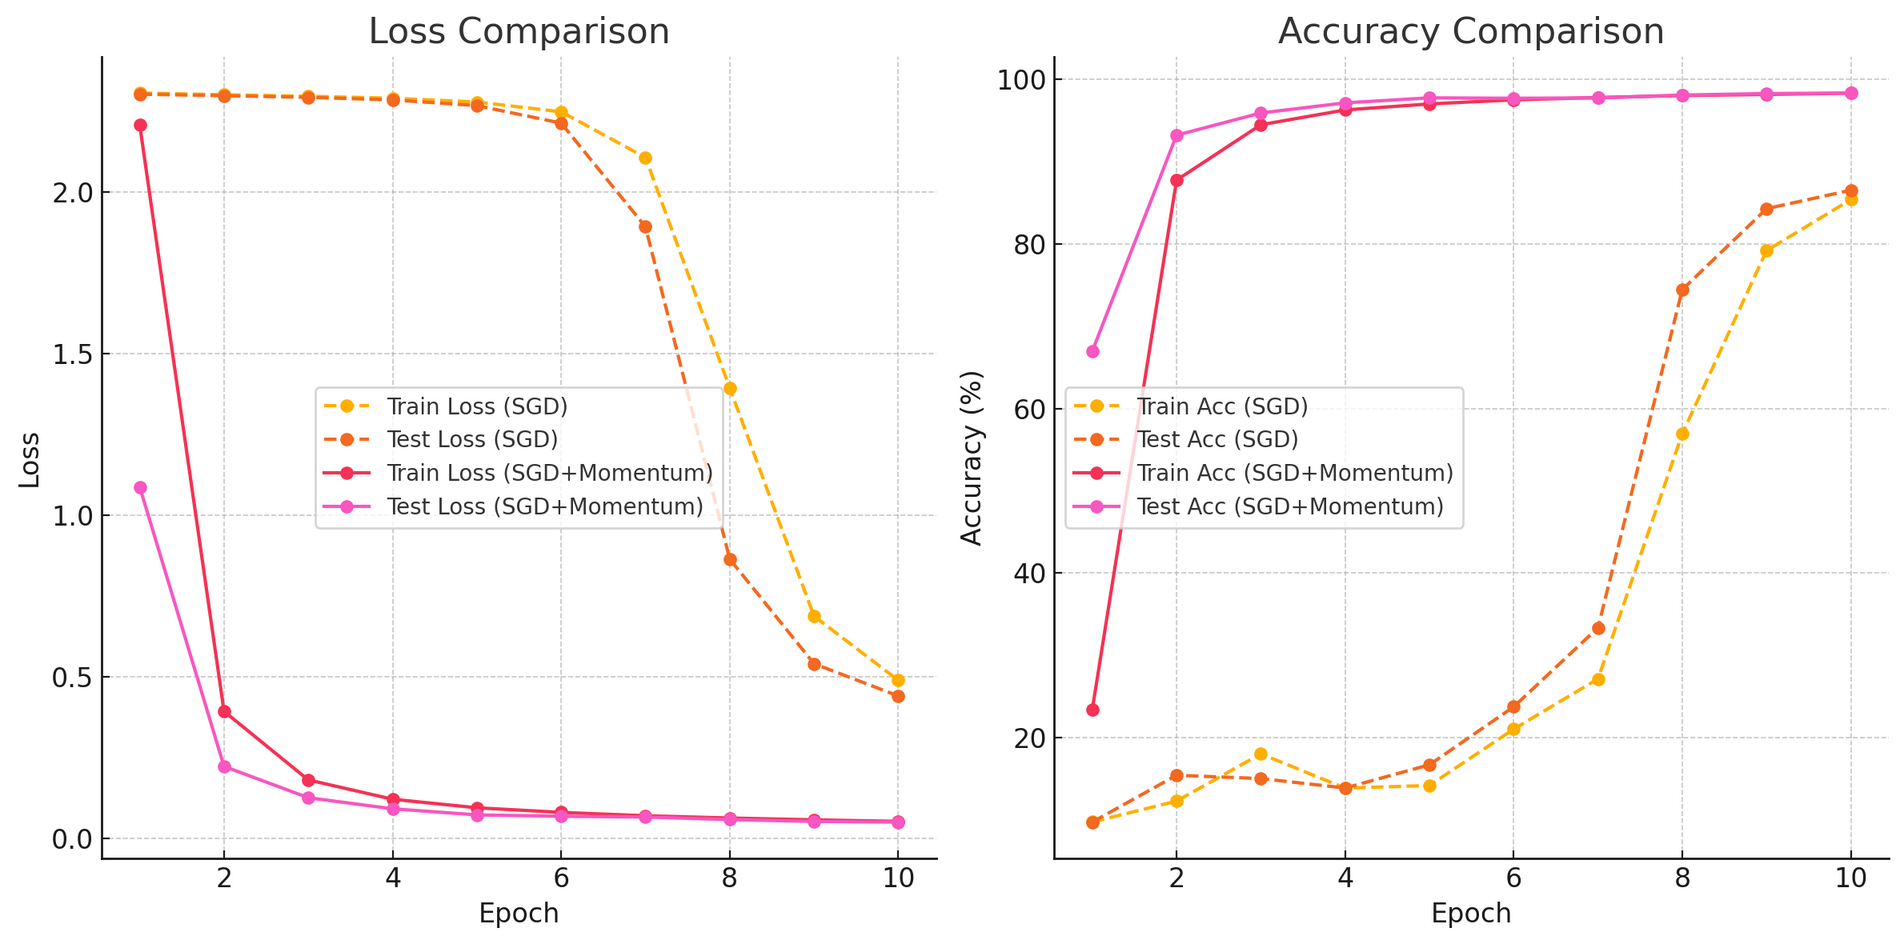 Loss Comparison
Loss
2.0
1.5
1.0
0.5
0.0
Train Loss (SGD)
Test Loss (SGD)
Train Loss (SGD+Momentum)
Test Loss (SGD+Momentum)
2 4 6 8 10
Epoch
Accuracy Comparison
Accuracy (%)
100
80
60
40
20
Train Acc (SGD)
Test Acc (SGD)
Train Acc (SGD+Momentum)
Test Acc (SGD+Momentum)
2 4 6 8 10
Epoch